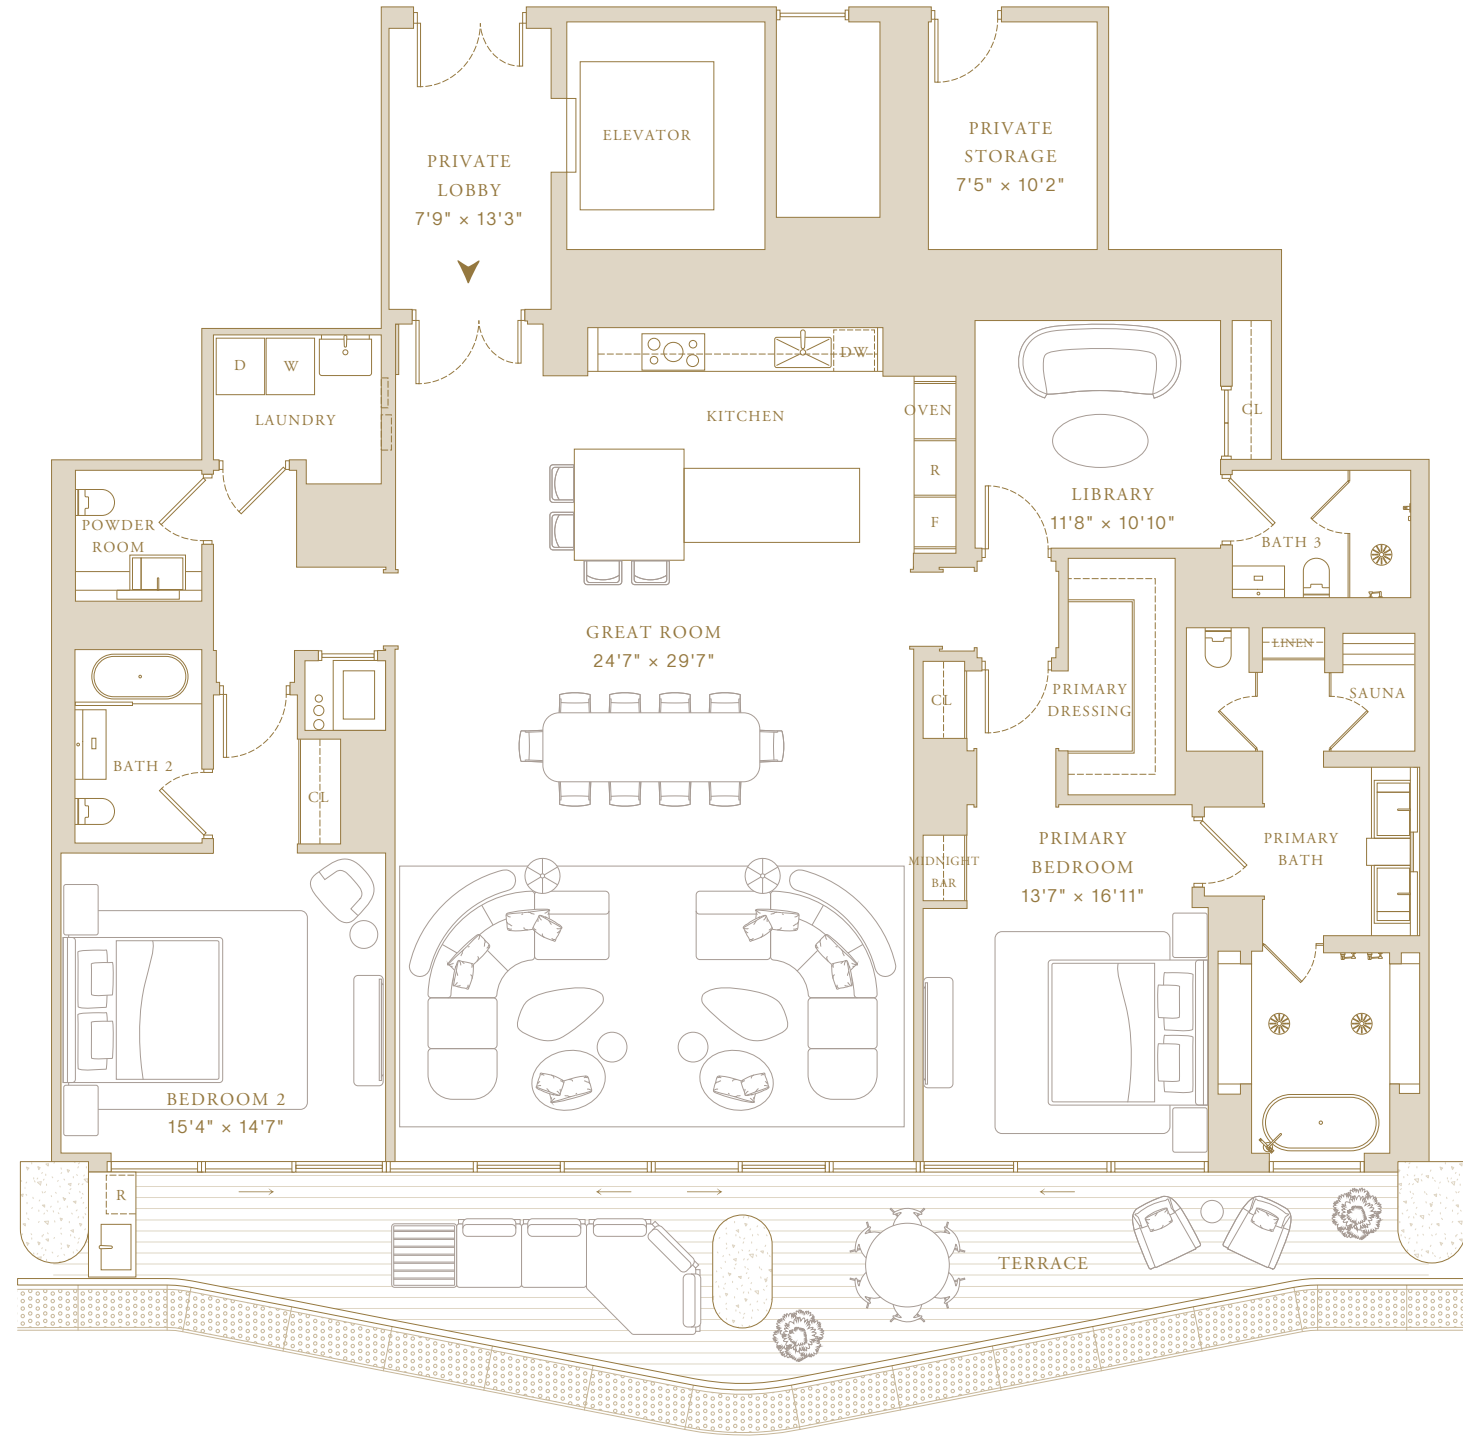 ELEVATOR
PRIVATE
STORAGE
7'5" × 10'2"
PRIVATE
LOBBY
7'9" × 13'3"
D
W
DW
LAUNDRY
KITCHEN
OVEN
CL
R
F
LIBRARY
11'8" × 10'10"
POWDER
ROOM
BATH 3
GREAT ROOM
24'7" × 29'7"
LINEN
CL
PRIMARY
DRESSING
SAUNA
BATH 2
CL
PRIMARY
BEDROOM
13'7" × 16'11"
PRIMARY
BATH
MIDNIGHT
BAR
BEDROOM 2
15'4" × 14'7"
R
TERRACE